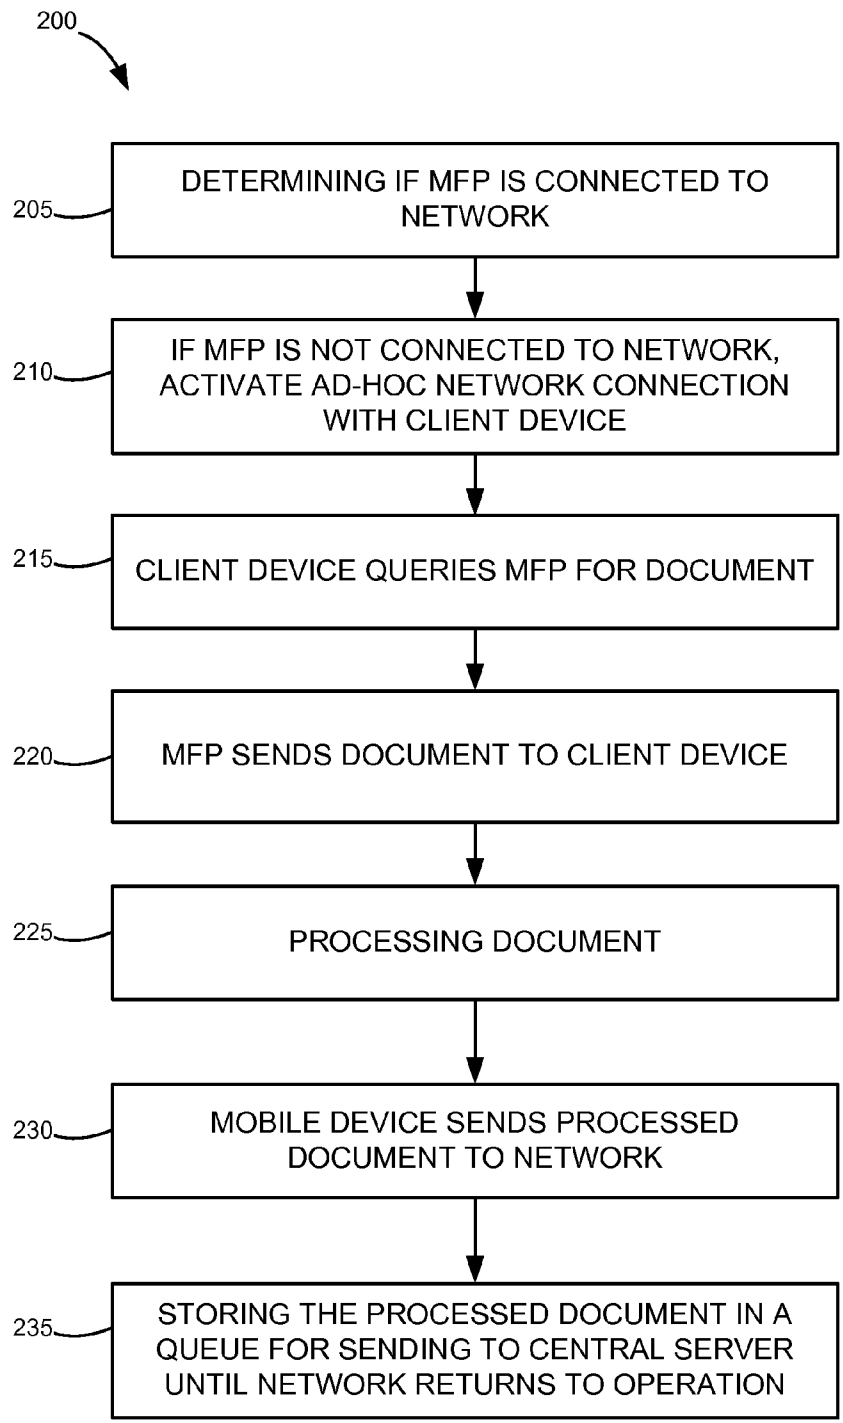 200
205
DETERMINING IF MFP IS CONNECTED TO
NETWORK
210
IF MFP IS NOT CONNECTED TO NETWORK,
ACTIVATE AD-HOC NETWORK CONNECTION
WITH CLIENT DEVICE
215
CLIENT DEVICE QUERIES MFP FOR DOCUMENT
220
MFP SENDS DOCUMENT TO CLIENT DEVICE
225
PROCESSING DOCUMENT
230
MOBILE DEVICE SENDS PROCESSED
DOCUMENT TO NETWORK
235
STORING THE PROCESSED DOCUMENT IN A
QUEUE FOR SENDING TO CENTRAL SERVER
UNTIL NETWORK RETURNS TO OPERATION